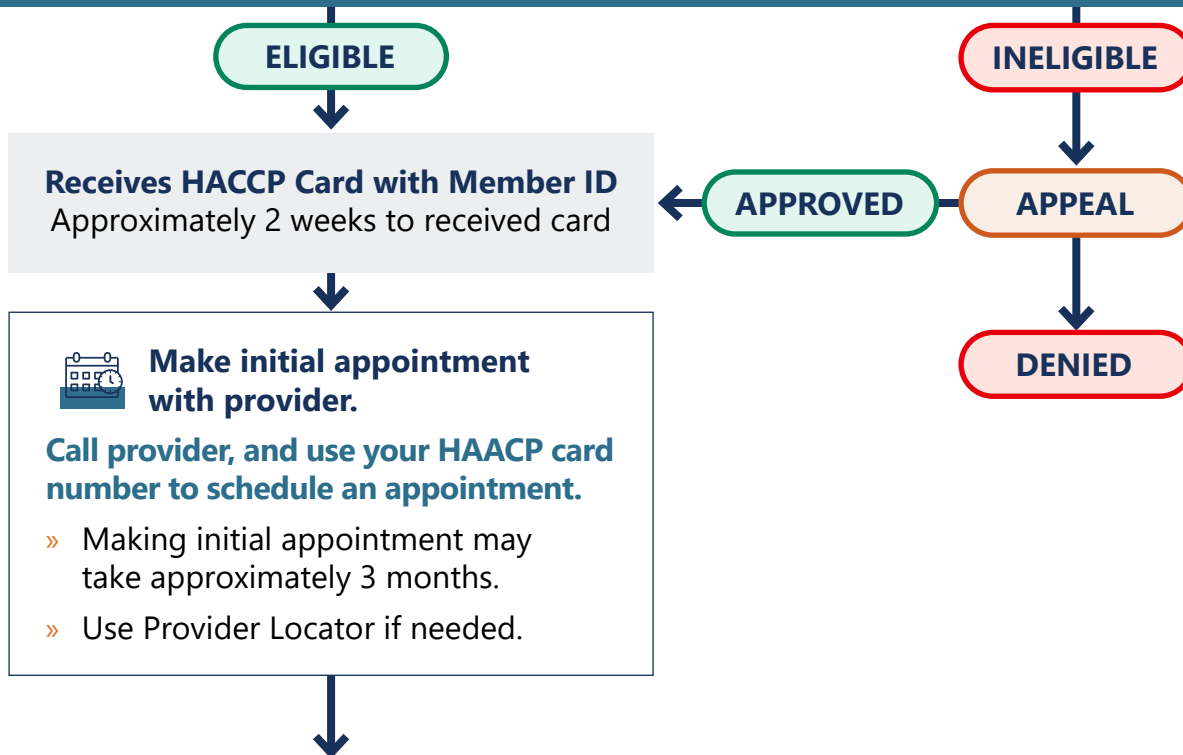 ELIGIBLE
INELIGIBLE
Receives HACCP Card with Member ID
Approximately 2 weeks to received card
APPROVED
APPEAL
DENIED
Make initial appointment
with provider.
Call provider, and use your HAACP card
number to schedule an appointment.
» Making initial appointment may
take approximately 3 months.
» Use Provider Locator if needed.